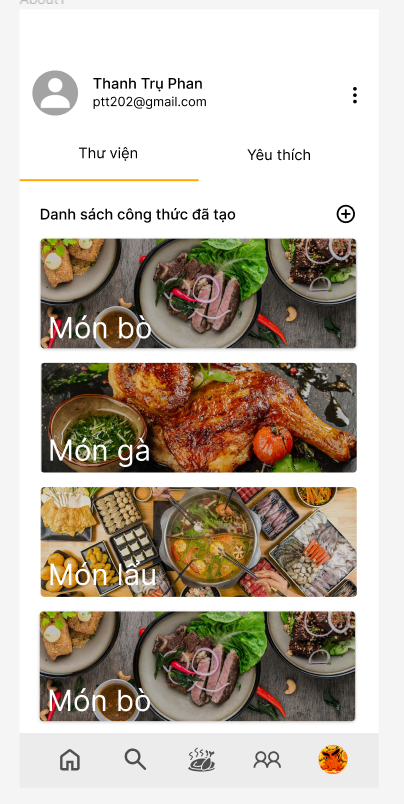 About1
Thanh Trụ Phan
ptt202@gmail.com
Thư viện
Yêu thích
Danh sách công thức đã tạo
Món bò
Món gà
Món lẩu
Món bò